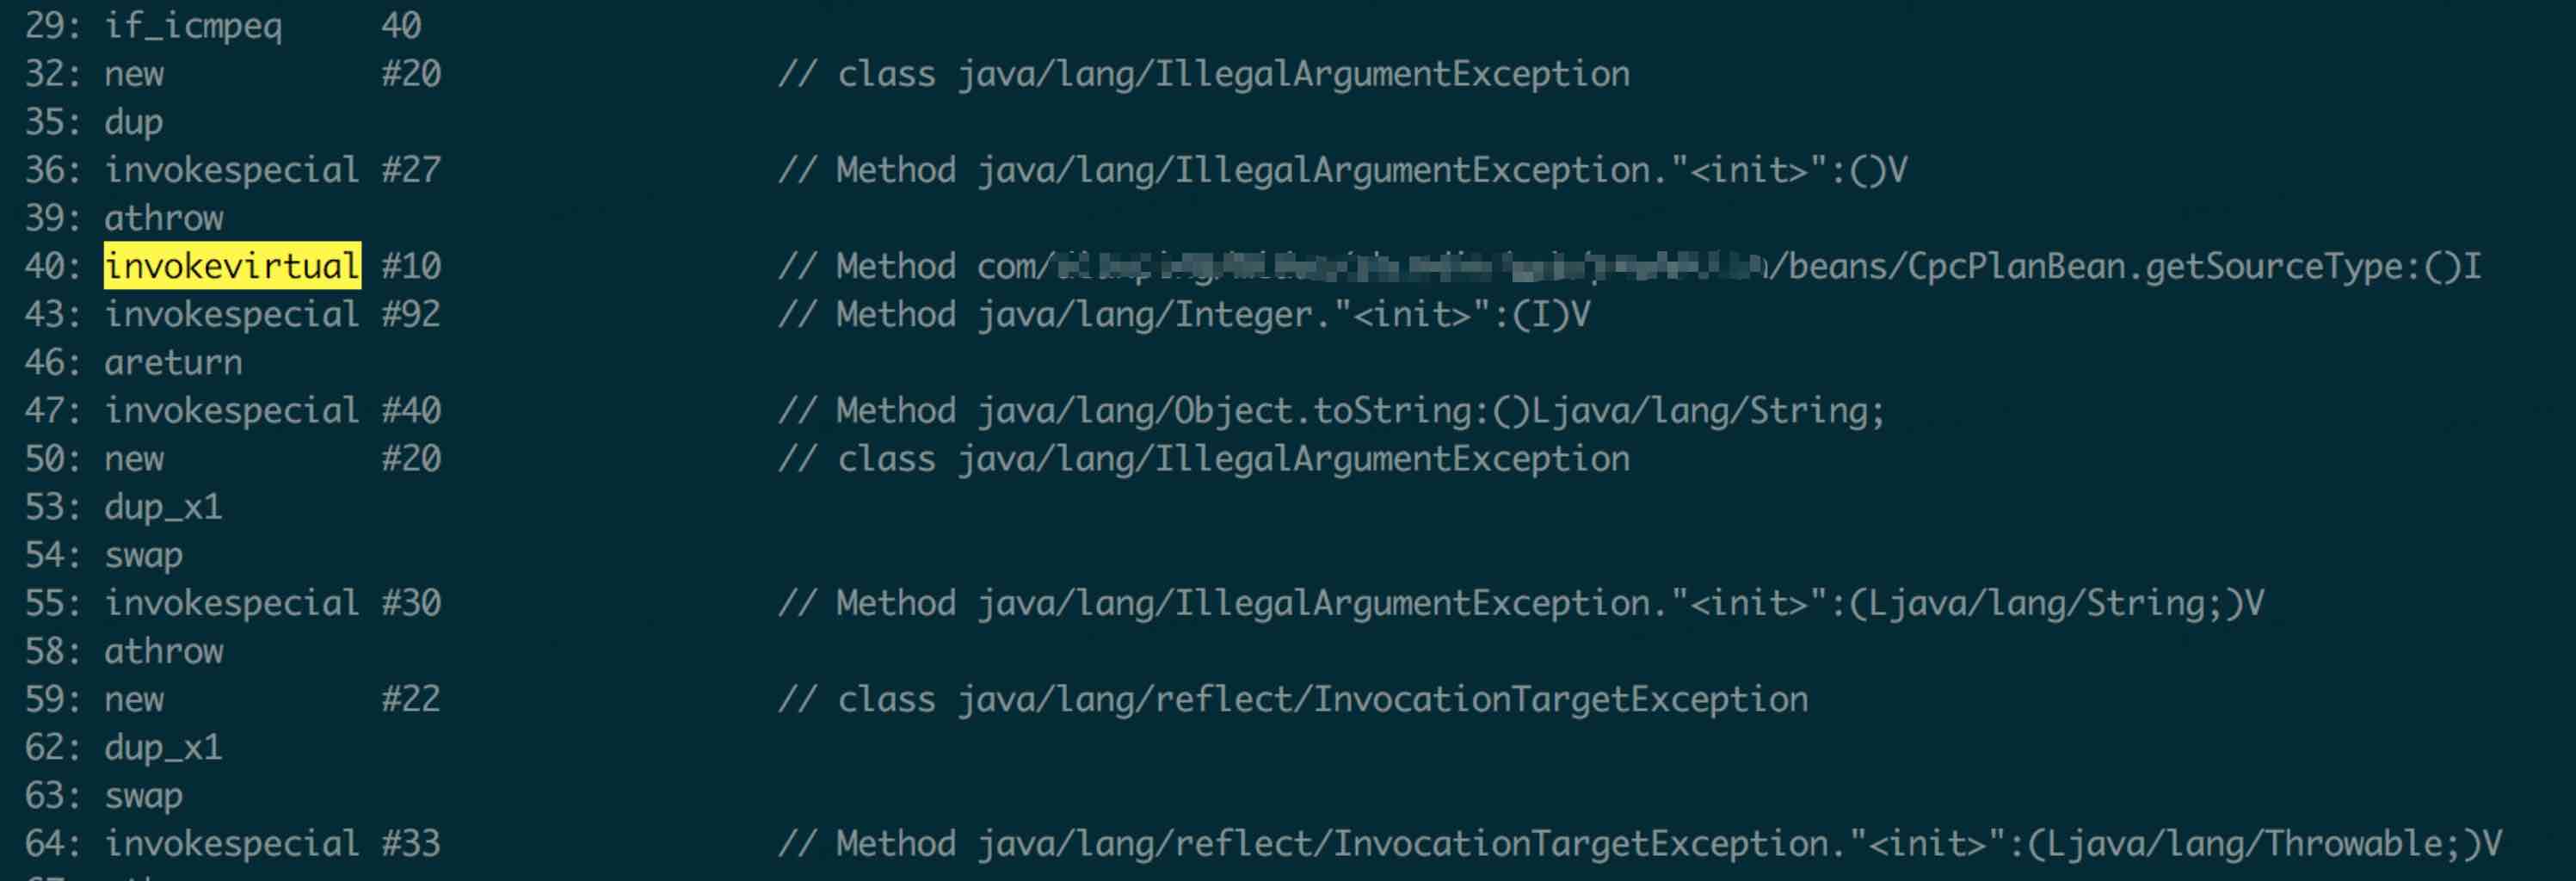 29: if_icmpeq 40
32: new #20 // class java/lang/IllegalArgumentException
35: dup
36: invokespecial #27 // Method java/lang/IllegalArgumentException."<init>":()V
39: athrow
40: invokevirtual #10 // Method com/ /beans/CpcPlanBean.getSourceType:()I
43: invokespecial #92 // Method java/lang/Integer."<init>":(I)V
46: areturn
47: invokespecial #40 // Method java/lang/Object.toString:()Ljava/lang/String;
50: new #20 // class java/lang/IllegalArgumentException
53: dup_x1
54: swap
55: invokespecial #30 // Method java/lang/IllegalArgumentException."<init>":(Ljava/lang/String;)V
58: athrow
59: new #22 // class java/lang/reflect/InvocationTargetException
62: dup_x1
63: swap
64: invokespecial #33 // Method java/lang/reflect/InvocationTargetException."<init>":(Ljava/lang/Throwable;)V